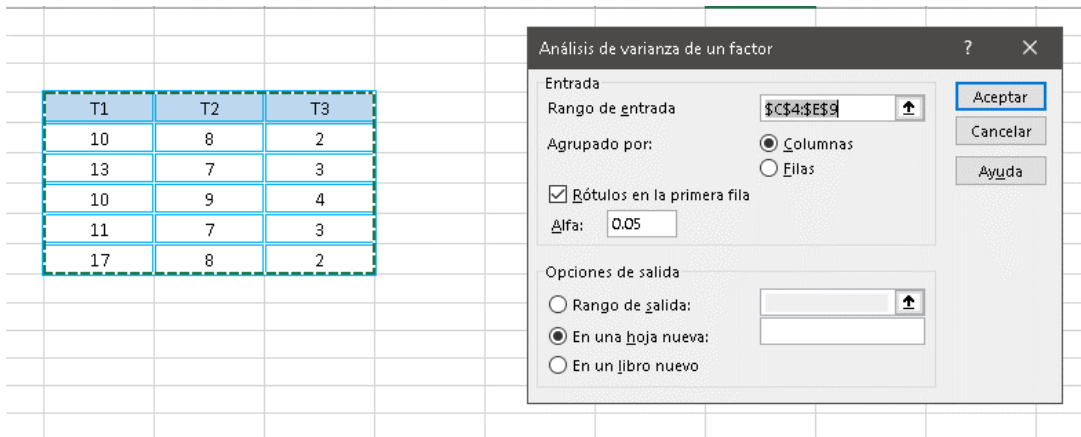 T1 T2 T3
10 8 2
13 7 3
10 9 4
11 7 3
17 8 2
Análisis de varianza de un factor ? ×
Entrada
Rango de entrada $C$4:$E$9
Agrupado por: Columnas
Filas
Rótulos en la primera fila
Alfa: 0.05
Aceptar
Cancelar
Ayuda
Opciones de salida
Rango de salida:
En una hoja nueva:
En un libro nuevo